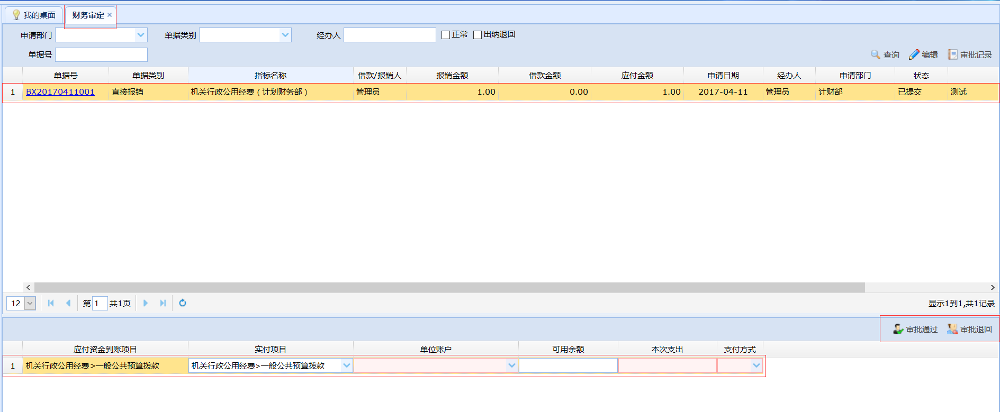 我的桌面 财务审定 ×
申请部门 单据类别 经办人 正常 出纳退回
单据号 查询 编辑 审批记录
单据号 单据类别 指标名称 借款/报销人 报销金额 借款金额 应付金额 申请日期 经办人 申请部门 状态
1 BX20170411001 直接报销 机关行政公用经费（计划财务部） 管理员 1.00 0.00 1.00 2017-04-11 管理员 计财部 已提交 测试
12 第 1 共1页 显示1到1,共1记录
审批通过 审批退回
应付资金到账项目 实付项目 单位账户 可用余额 本次支出 支付方式
1 机关行政公用经费>一般公共预算拨款 机关行政公用经费>一般公共预算拨款